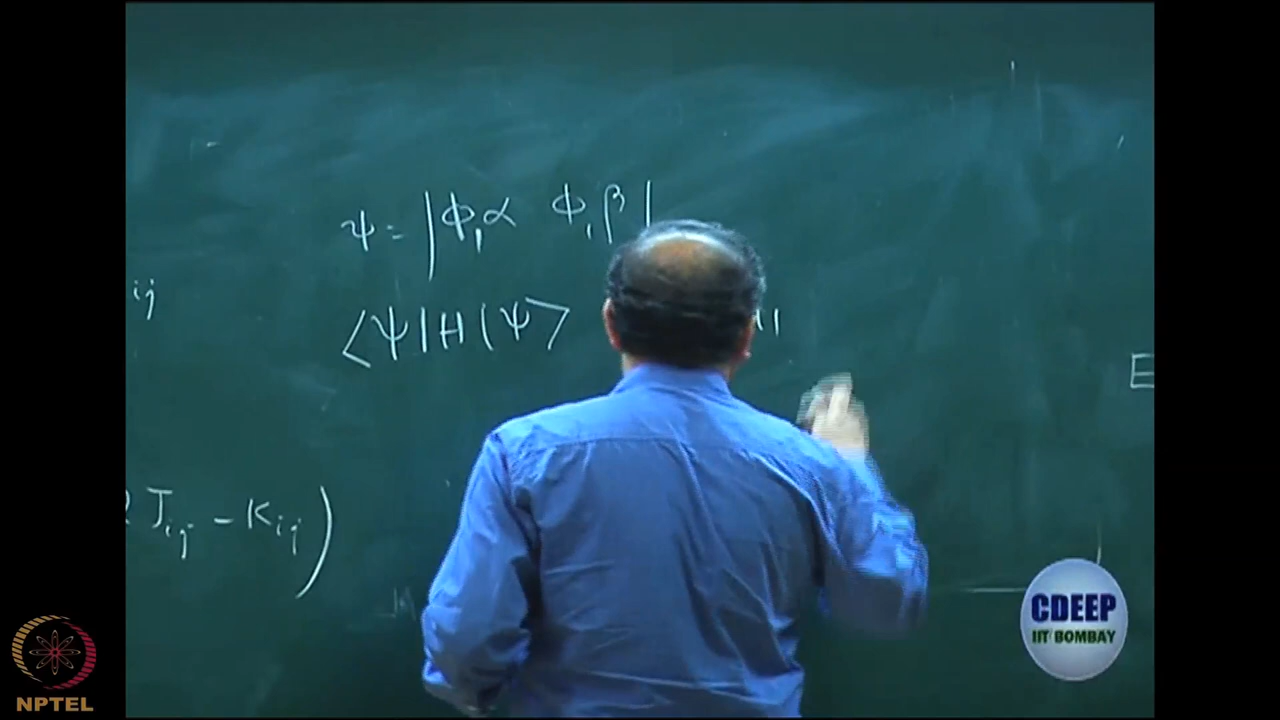 ψ = |Φ₁α Φ₁β|
ij
⟨Ψ|H|Ψ⟩
E
2 J_ij - K_ij )
CDEEP
IIT BOMBAY
NPTEL